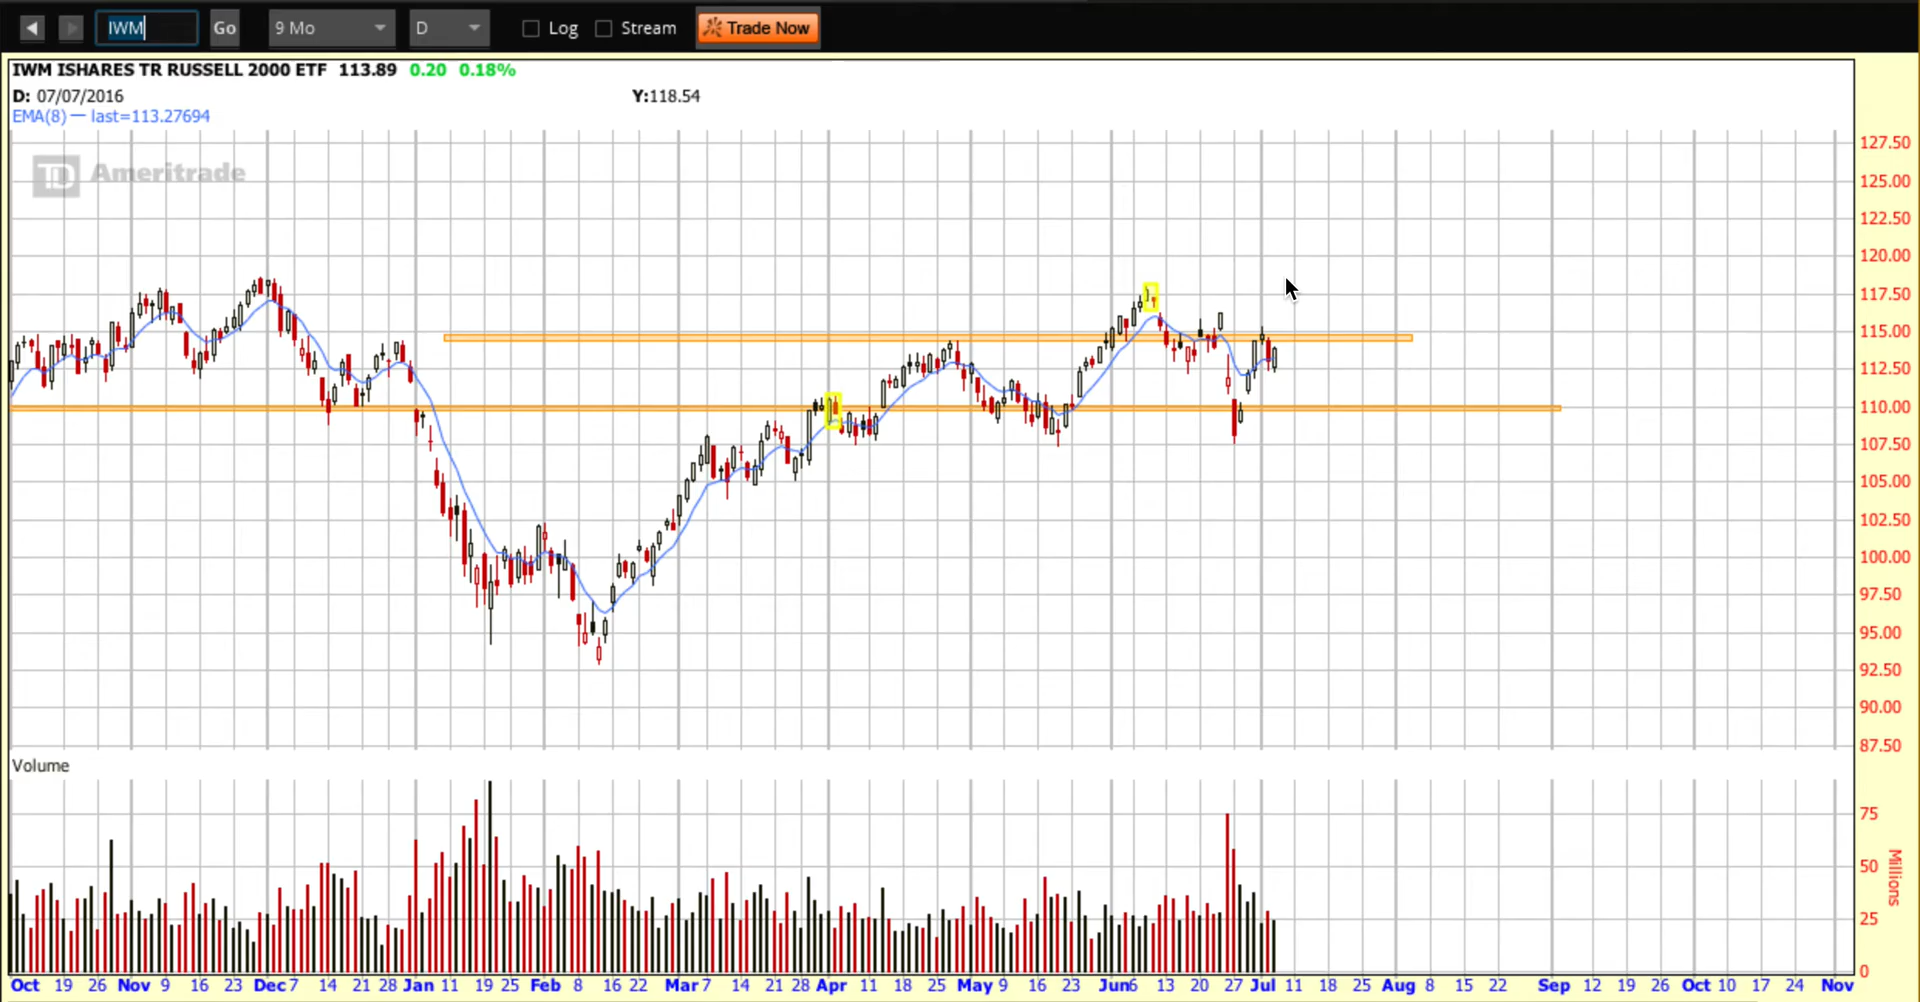 IWM Go 9 Mo D Log Stream Trade Now
IWM ISHARES TR RUSSELL 2000 ETF 113.89 0.20 0.18%
D: 07/07/2016 Y:118.54
EMA(8) — last=113.27694
TD Ameritrade
127.50
125.00
122.50
120.00
117.50
115.00
112.50
110.00
107.50
105.00
102.50
100.00
97.50
95.00
92.50
90.00
87.50
Volume
75
50
25
0
Millions
Oct 19 26 Nov 9 16 23 Dec 7 14 21 28 Jan 11 19 25 Feb 8 16 22 Mar 7 14 21 28 Apr 11 18 25 May 9 16 23 Jun 6 13 20 27 Jul 11 18 25 Aug 8 15 22 Sep 12 19 26 Oct 10 17 24 Nov